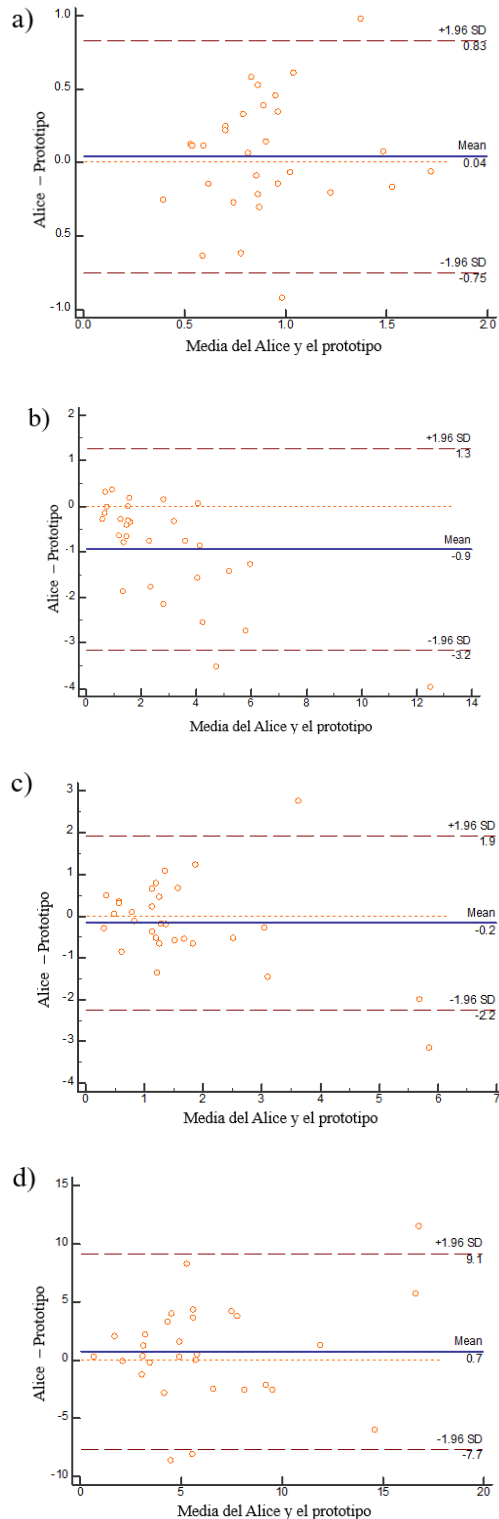 a)
1.0
+1.96 SD
0.83
0.5
Mean
0.04
0.0
0.5
-1.96 SD
-0.75
-1.0
0.0 0.5 1.0 1.5 2.0
Alice – Prototipo
Media del Alice y el prototipo
b)
2
+1.96 SD
1.3
1
0
Mean
-0.9
-1
-2
-1.96 SD
-3.2
-3
-4
0 2 4 6 8 10 12 14
Alice – Prototipo
Media del Alice y el prototipo
c)
3
+1.96 SD
1.9
2
1
0
Mean
-0.2
-1
-1.96 SD
-2.2
-2
-3
-4
0 1 2 3 4 5 6 7
Alice – Prototipo
Media del Alice y el prototipo
d)
15
10
+1.96 SD
9.1
5
Mean
0.7
0
-5
-1.96 SD
-7.7
-10
0 5 10 15 20
Alice – Prototipo
Media del Alice y el prototipo